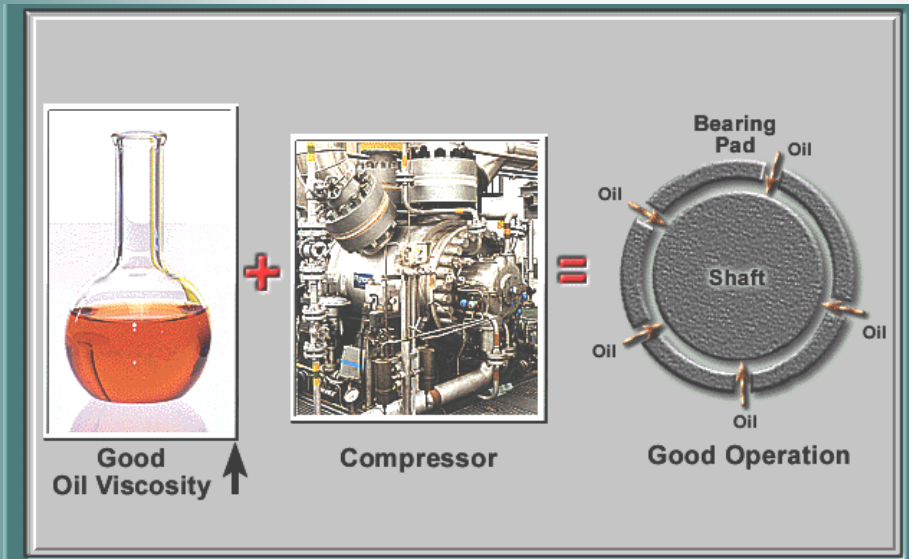 Good
Oil Viscosity
+
Compressor
=
Bearing
Pad
Oil
Oil
Shaft
Oil
Oil
Oil
Good Operation